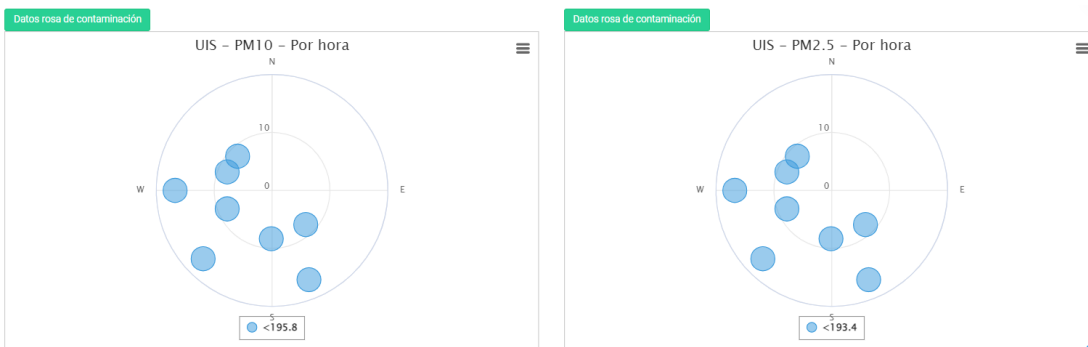 Datos rosa de contaminación
UIS - PM10 - Por hora
N
10
0
W
E
S
<195.8
Datos rosa de contaminación
UIS - PM2.5 - Por hora
N
10
0
W
E
S
<193.4